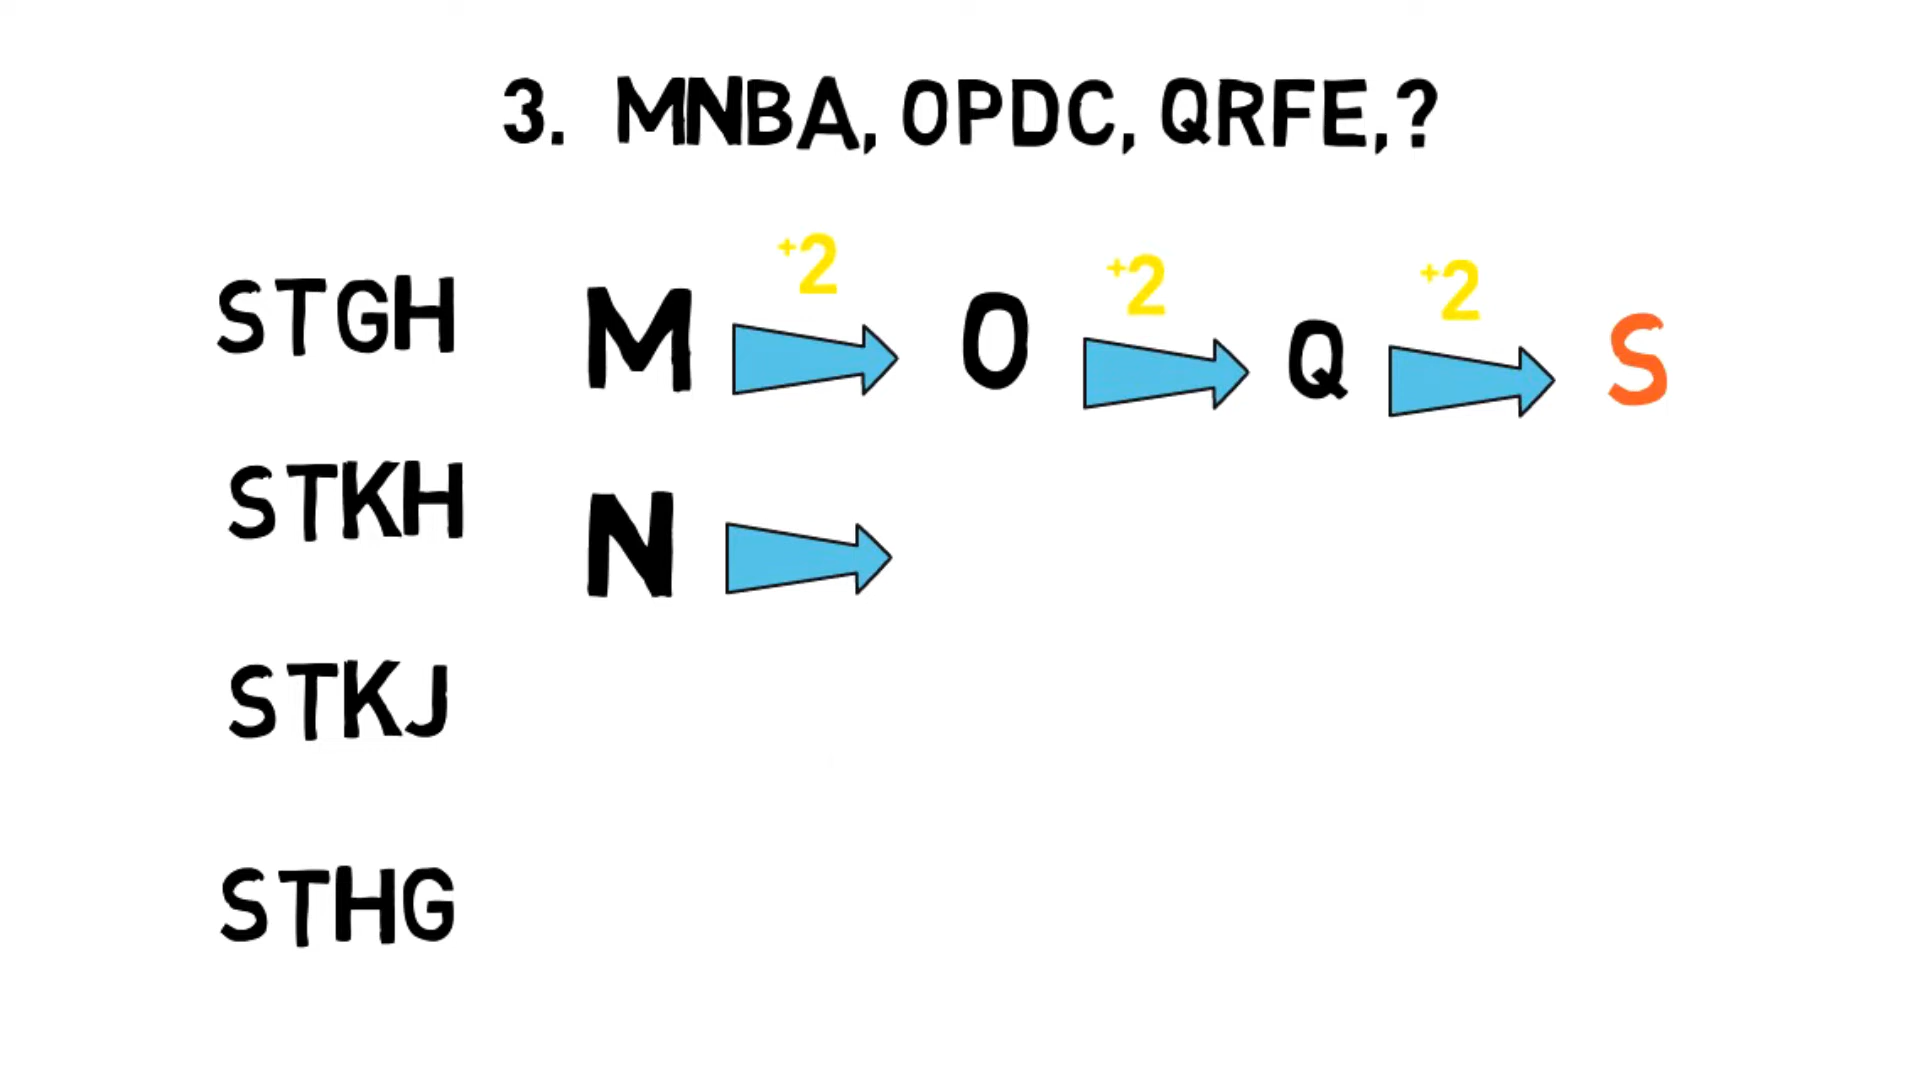 3. MNBA, OPDC, QRFE,?
+2 +2 +2
STGH M O Q S
STKH N
STKJ
STHG